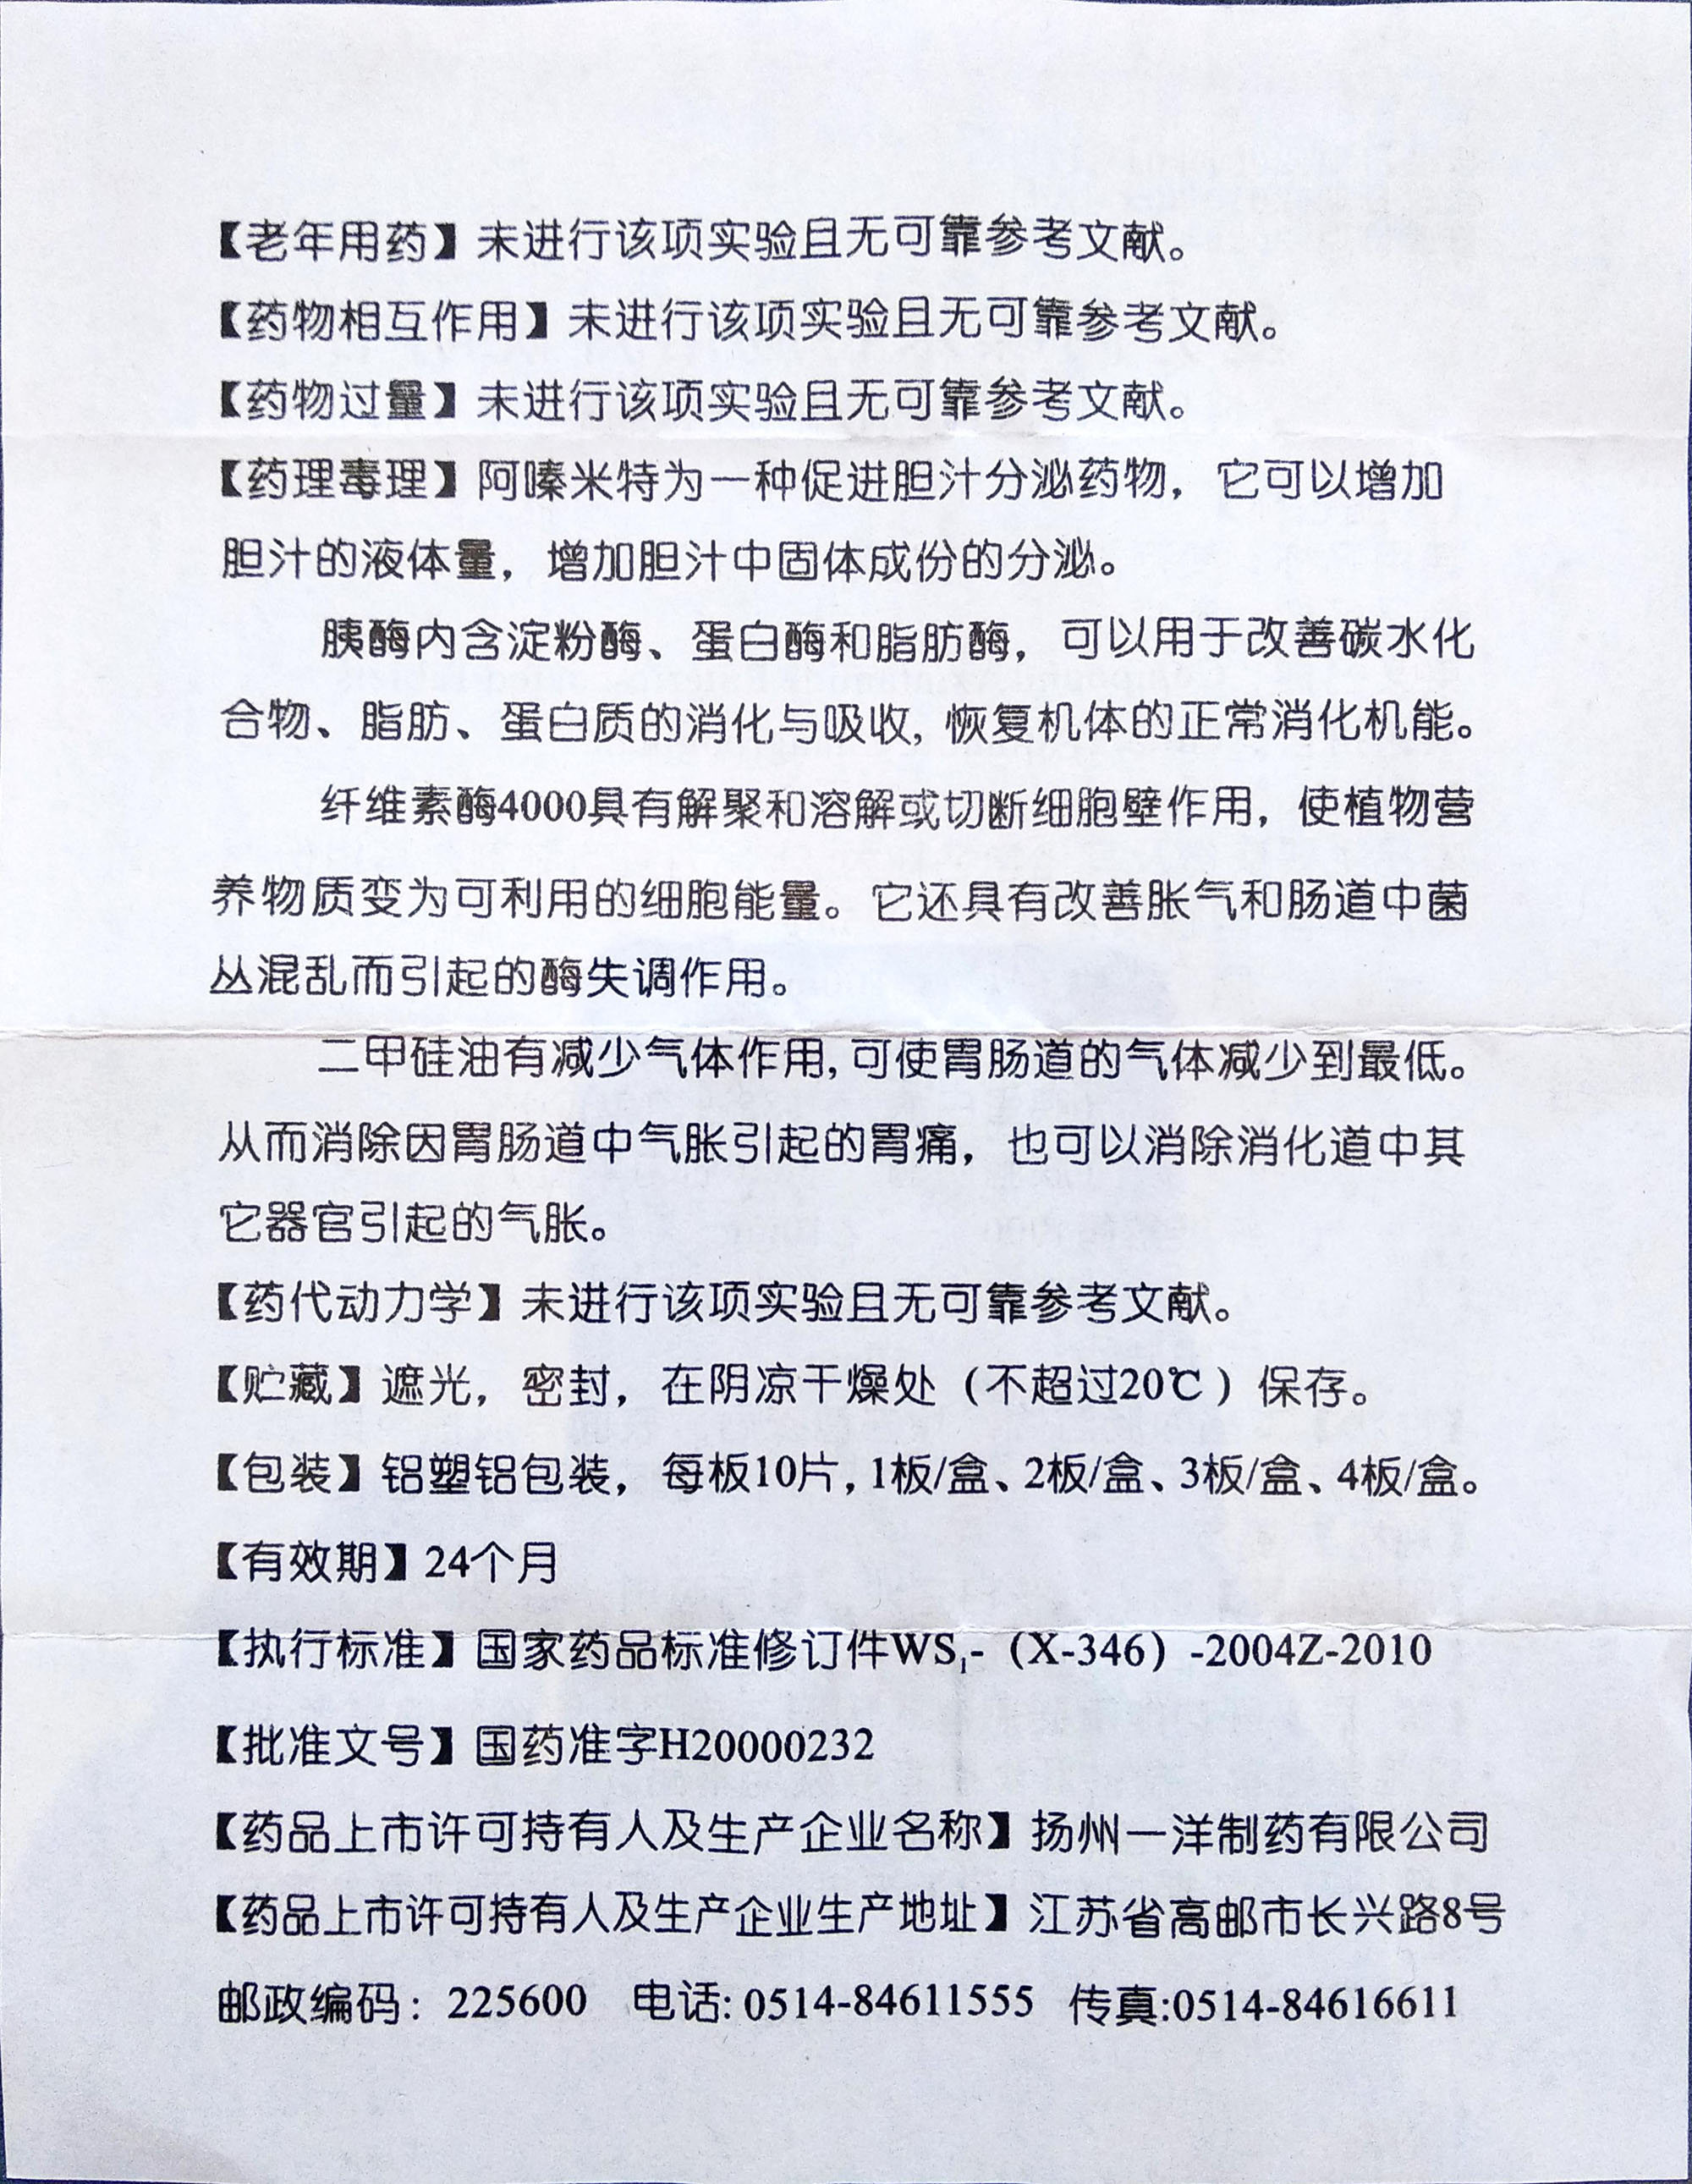 【老年用药】未进行该项实验且无可靠参考文献。
【药物相互作用】未进行该项实验且无可靠参考文献。
【药物过量】未进行该项实验且无可靠参考文献。
【药理毒理】阿嗪米特为一种促进胆汁分泌药物，它可以增加
胆汁的液体量，增加胆汁中固体成份的分泌。
胰酶内含淀粉酶、蛋白酶和脂肪酶，可以用于改善碳水化
合物、脂肪、蛋白质的消化与吸收, 恢复机体的正常消化机能。
纤维素酶4000具有解聚和溶解或切断细胞壁作用，使植物营
养物质变为可利用的细胞能量。它还具有改善胀气和肠道中菌
丛混乱而引起的酶失调作用。
二甲硅油有减少气体作用, 可使胃肠道的气体减少到最低。
从而消除因胃肠道中气胀引起的胃痛，也可以消除消化道中其
它器官引起的气胀。
【药代动力学】未进行该项实验且无可靠参考文献。
【贮藏】遮光，密封，在阴凉干燥处（不超过20℃）保存。
【包装】铝塑铝包装，每板10片, 1板/盒、2板/盒、3板/盒、4板/盒。
【有效期】24个月
【执行标准】国家药品标准修订件WS₁-（X-346）-2004Z-2010
【批准文号】国药准字H20000232
【药品上市许可持有人及生产企业名称】扬州一洋制药有限公司
【药品上市许可持有人及生产企业生产地址】江苏省高邮市长兴路8号
邮政编码：225600 电话: 0514-84611555 传真:0514-84616611